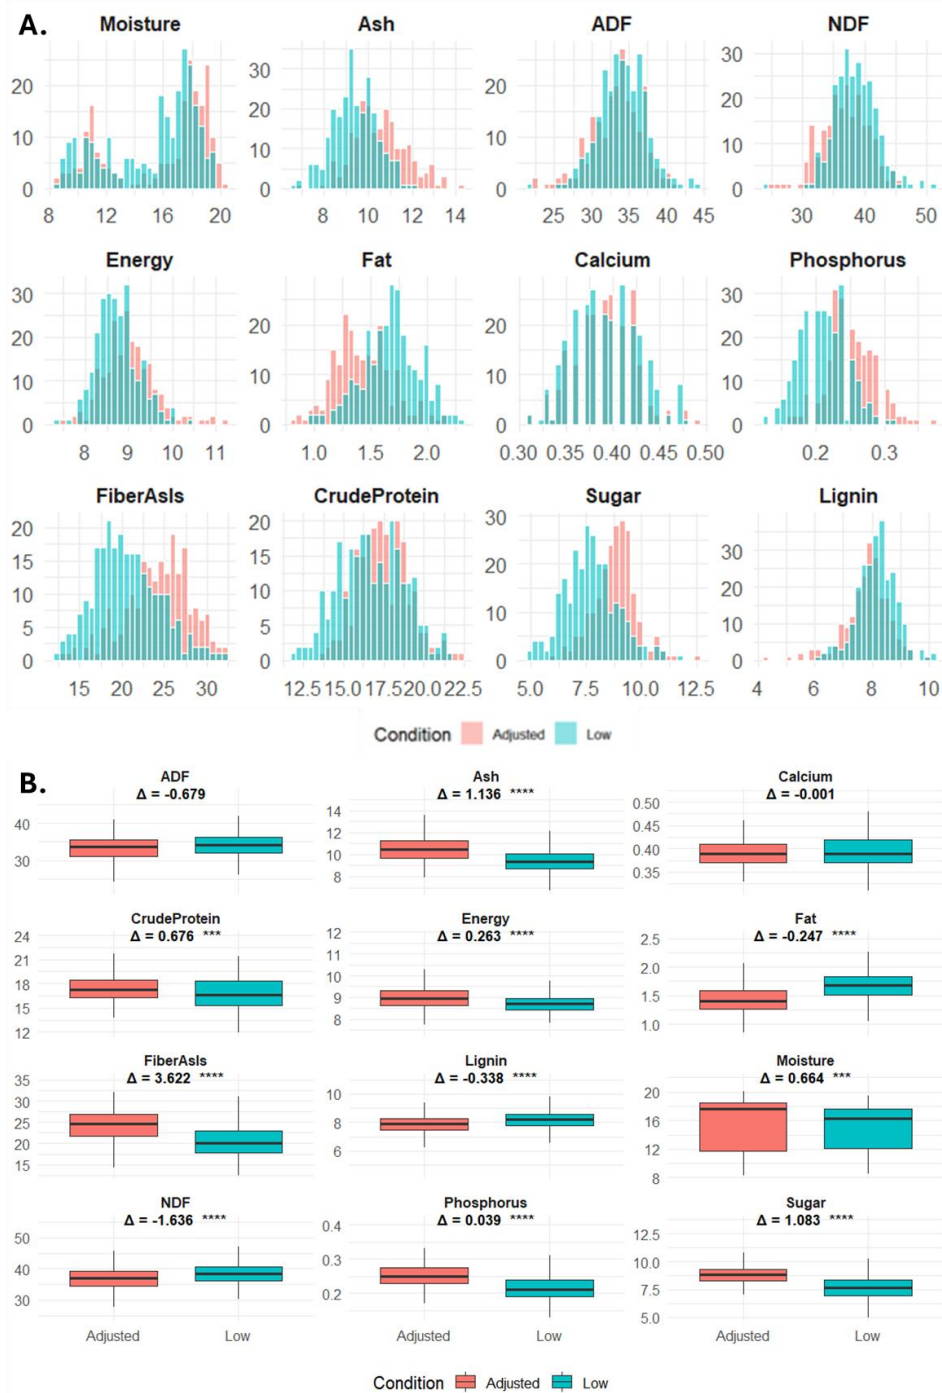 A.
Moisture Ash ADF NDF
20 30 20 30
10 20 10 20
0 10 0 10
0 0
8 12 16 20 8 10 12 14 25 30 35 40 45 30 40 50
Energy Fat Calcium Phosphorus
30 20 20 30
20 10 10 20
10 0 0 10
0 0
8 9 10 11 1.0 1.5 2.0 0.30 0.35 0.40 0.45 0.50 0.2 0.3
FiberAsIs CrudeProtein Sugar Lignin
20 20 30 30
15 15 20 20
10 10 10 10
5 5 0 0
0 0
15 20 25 30 12.5 15.0 17.5 20.0 22.5 5.0 7.5 10.0 12.5 4 6 8 10
Condition Adjusted Low
B.
ADF Ash Calcium
Δ = -0.679 Δ = 1.136 **** Δ = -0.001
40 14 0.50
30 12 0.45
10 0.40
8 0.35
CrudeProtein Energy Fat
Δ = 0.676 *** Δ = 0.263 **** Δ = -0.247 ****
24 12 2.5
21 11 2.0
18 10 1.5
15 9 1.0
12 8
FiberAsIs Lignin Moisture
Δ = 3.622 **** Δ = -0.338 **** Δ = 0.664 ***
35 10 20
30 8 16
25 6 12
20 8
15
NDF Phosphorus Sugar
Δ = -1.636 **** Δ = 0.039 **** Δ = 1.083 ****
50 0.4 12.5
40 0.3 10.0
30 0.2 7.5
5.0
Adjusted Low Adjusted Low Adjusted Low
Condition Adjusted Low